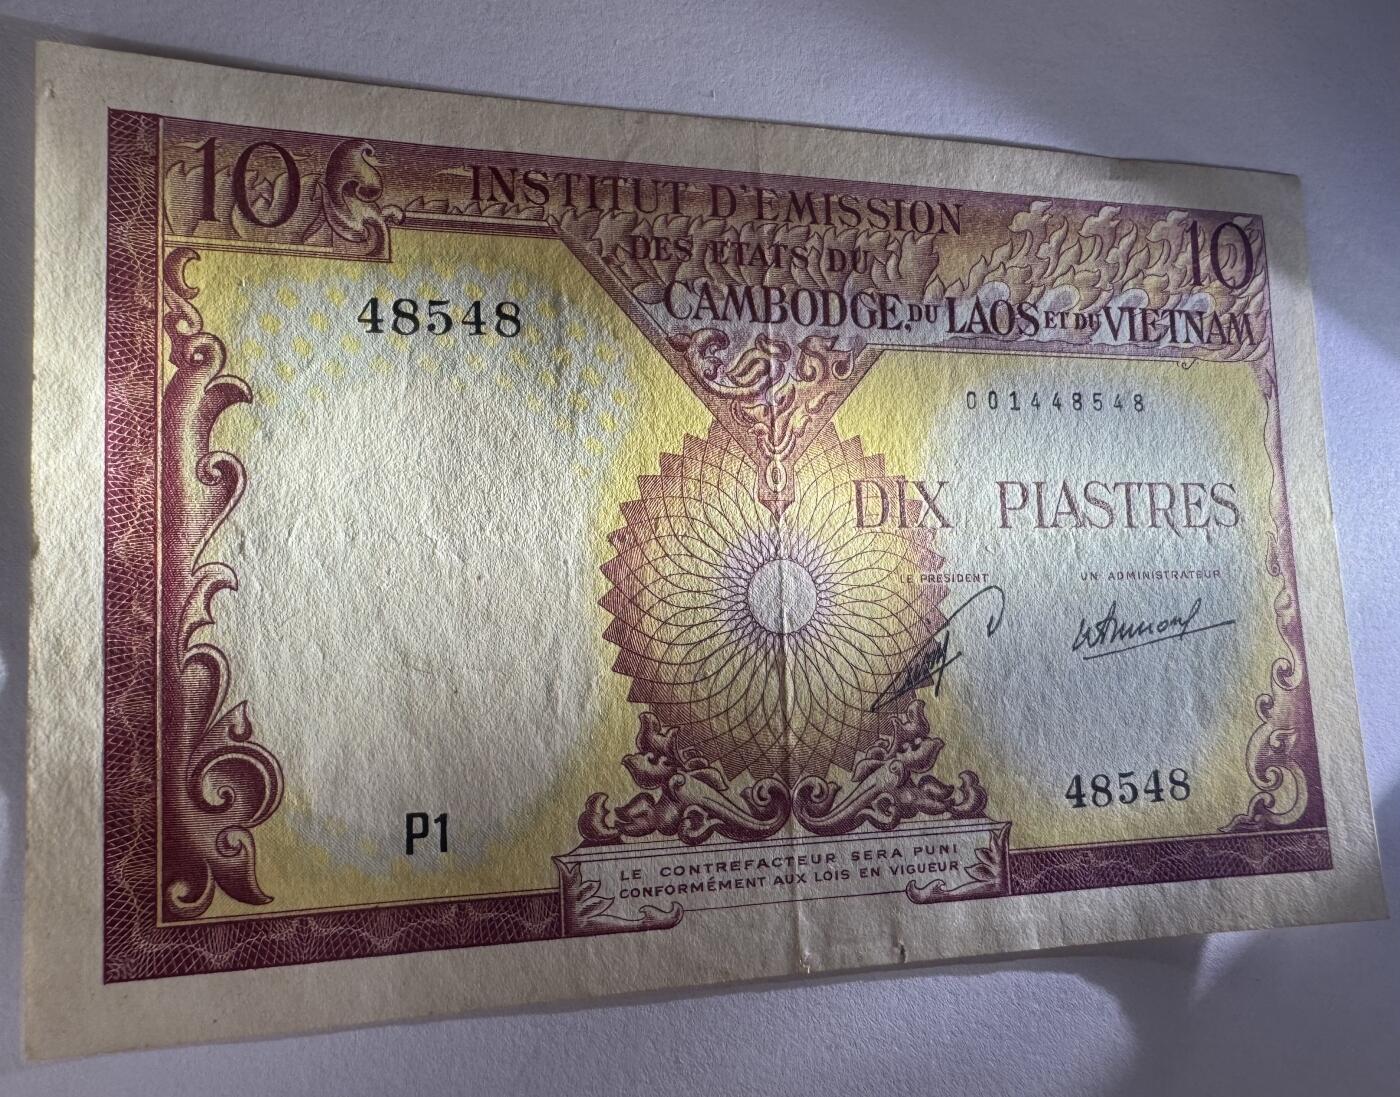 10
INSTITUT D'EMISSION
DES ETATS DU
10
CAMBODGE, DU LAOS ET DU VIETNAM
48548
001448548
DIX PIASTRES
LE PRESIDENT
UN ADMINISTRATEUR
48548
P1
LE CONTREFACTEUR SERA PUNI
CONFORMÉMENT AUX LOIS EN VIGUEUR